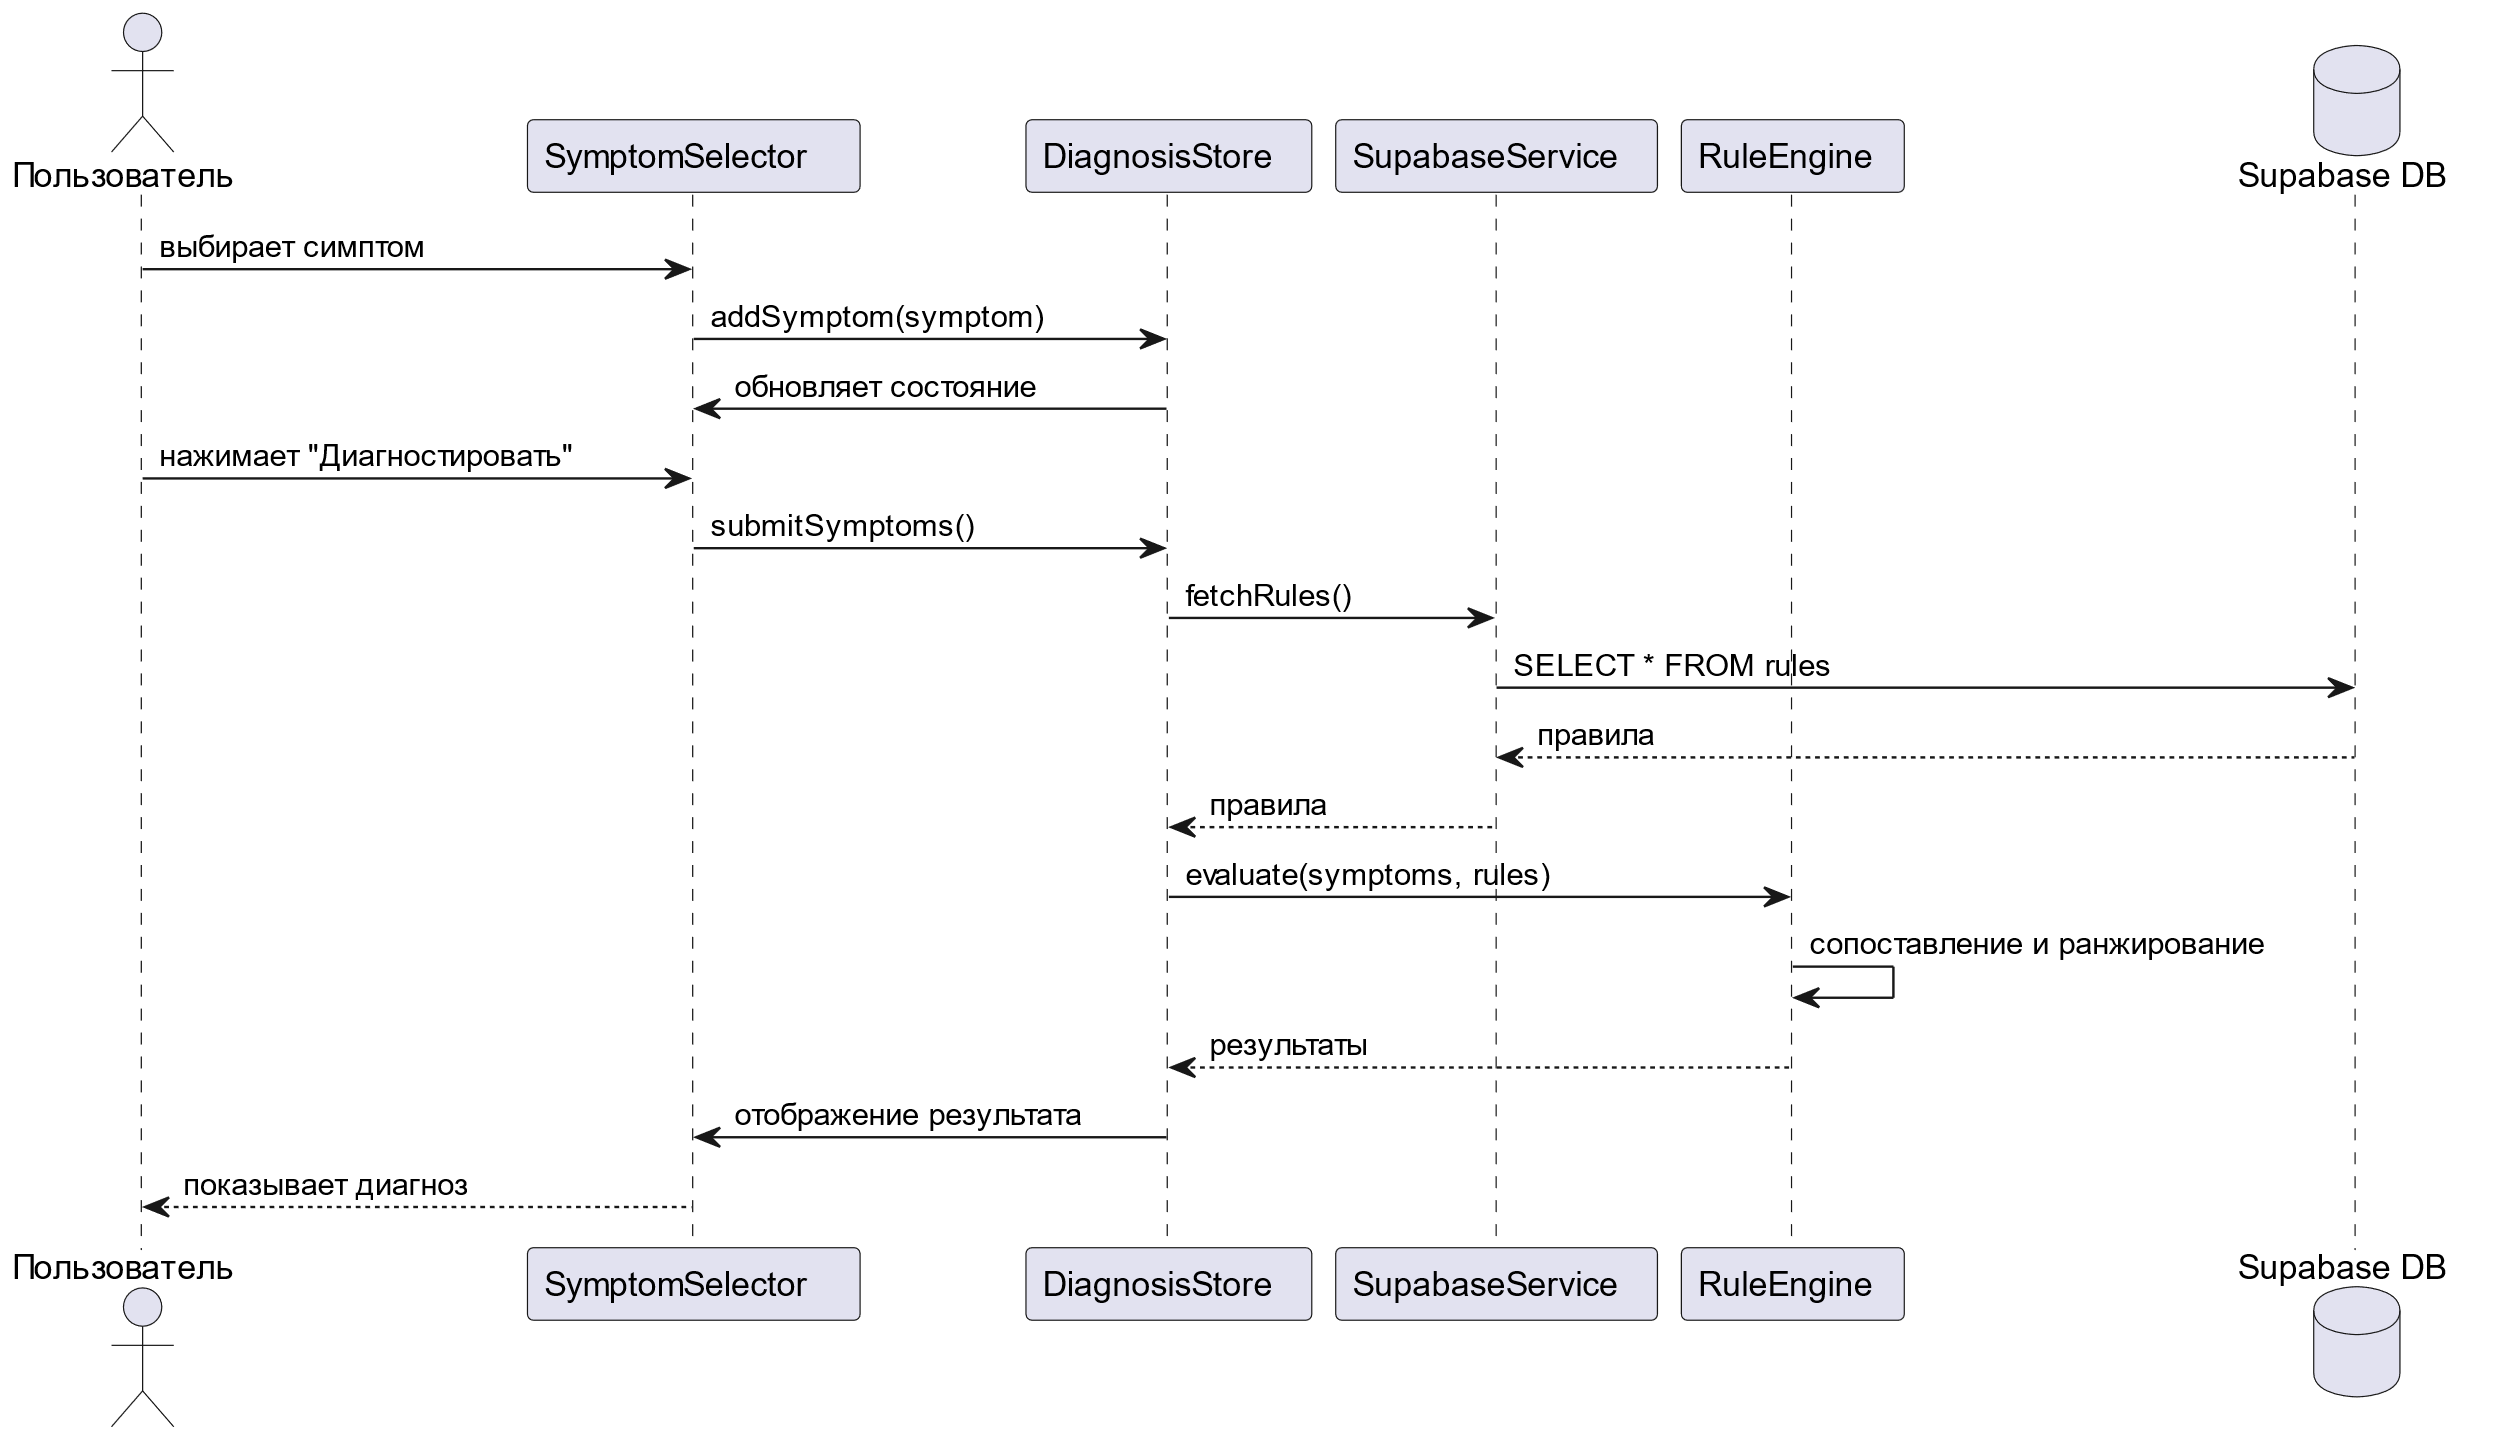 Пользователь
SymptomSelector
DiagnosisStore
SupabaseService
RuleEngine
Supabase DB
выбирает симптом
addSymptom(symptom)
обновляет состояние
нажимает "Диагностировать"
submitSymptoms()
fetchRules()
SELECT * FROM rules
правила
правила
evaluate(symptoms, rules)
сопоставление и ранжирование
результаты
отображение результата
показывает диагноз
Пользователь
SymptomSelector
DiagnosisStore
SupabaseService
RuleEngine
Supabase DB